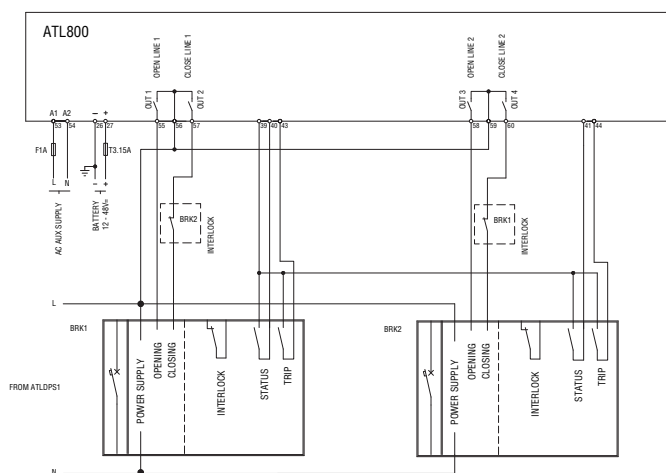 ATL800
OPEN LINE 1
CLOSE LINE 1
OPEN LINE 2
CLOSE LINE 2
OUT 1
OUT 2
OUT 3
OUT 4
A1 A2 – +
53 54 26 27 55 56 57 39 40 43 58 59 60 41 44
F1A
T3.15A
L N – +
AC AUX SUPPLY
BATTERY
12 - 48V=
BRK2
INTERLOCK
BRK1
INTERLOCK
L
BRK1
BRK2
FROM ATLDPS1
POWER SUPPLY
OPENING
CLOSING
INTERLOCK
STATUS
TRIP
POWER SUPPLY
OPENING
CLOSING
INTERLOCK
STATUS
TRIP
N